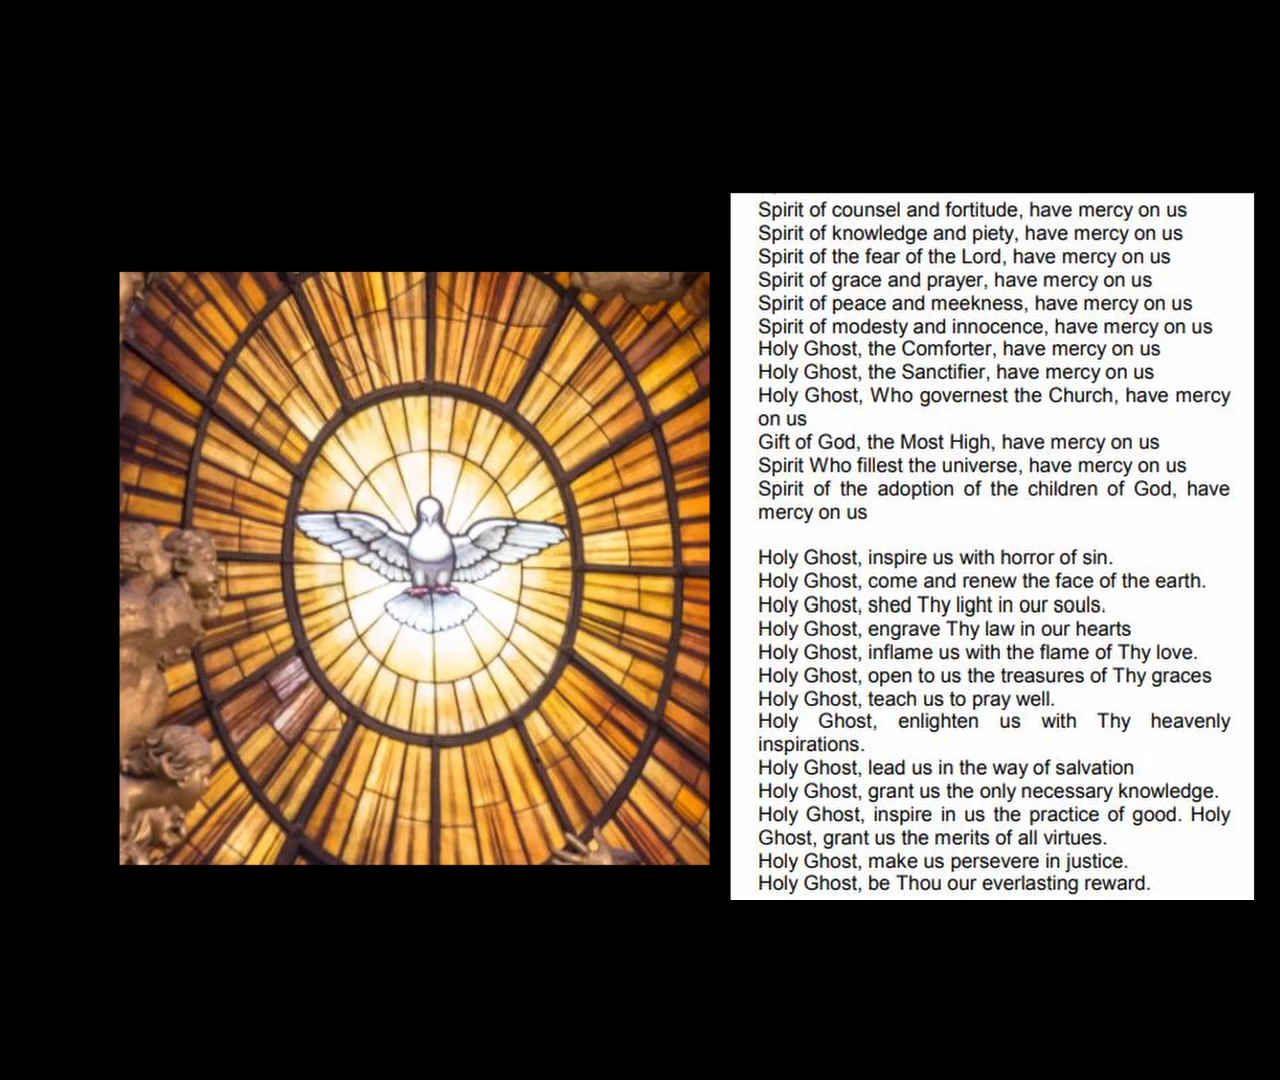 Spirit of counsel and fortitude, have mercy on us
Spirit of knowledge and piety, have mercy on us
Spirit of the fear of the Lord, have mercy on us
Spirit of grace and prayer, have mercy on us
Spirit of peace and meekness, have mercy on us
Spirit of modesty and innocence, have mercy on us
Holy Ghost, the Comforter, have mercy on us
Holy Ghost, the Sanctifier, have mercy on us
Holy Ghost, Who governest the Church, have mercy
on us
Gift of God, the Most High, have mercy on us
Spirit Who fillest the universe, have mercy on us
Spirit of the adoption of the children of God, have
mercy on us
Holy Ghost, inspire us with horror of sin.
Holy Ghost, come and renew the face of the earth.
Holy Ghost, shed Thy light in our souls.
Holy Ghost, engrave Thy law in our hearts
Holy Ghost, inflame us with the flame of Thy love.
Holy Ghost, open to us the treasures of Thy graces
Holy Ghost, teach us to pray well.
Holy Ghost, enlighten us with Thy heavenly
inspirations.
Holy Ghost, lead us in the way of salvation
Holy Ghost, grant us the only necessary knowledge.
Holy Ghost, inspire in us the practice of good. Holy
Ghost, grant us the merits of all virtues.
Holy Ghost, make us persevere in justice.
Holy Ghost, be Thou our everlasting reward.